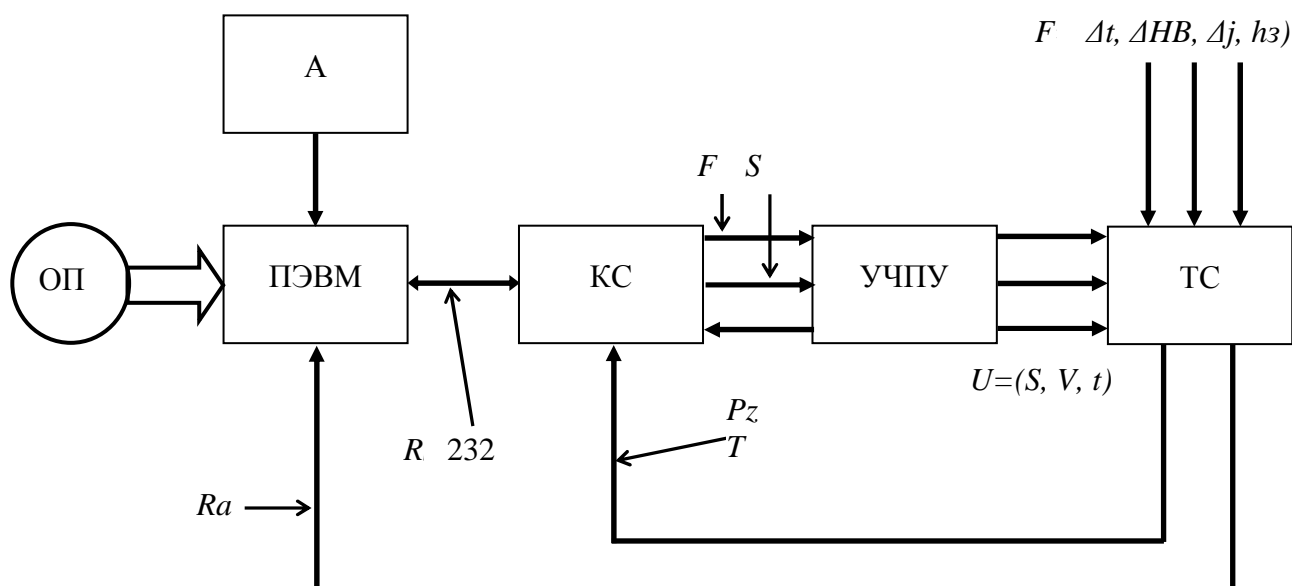 F Δt, ΔHB, Δj, hз)
А
F S
ОП
ПЭВМ
КС
УЧПУ
ТС
U=(S, V, t)
Pz
T
R 232
Ra